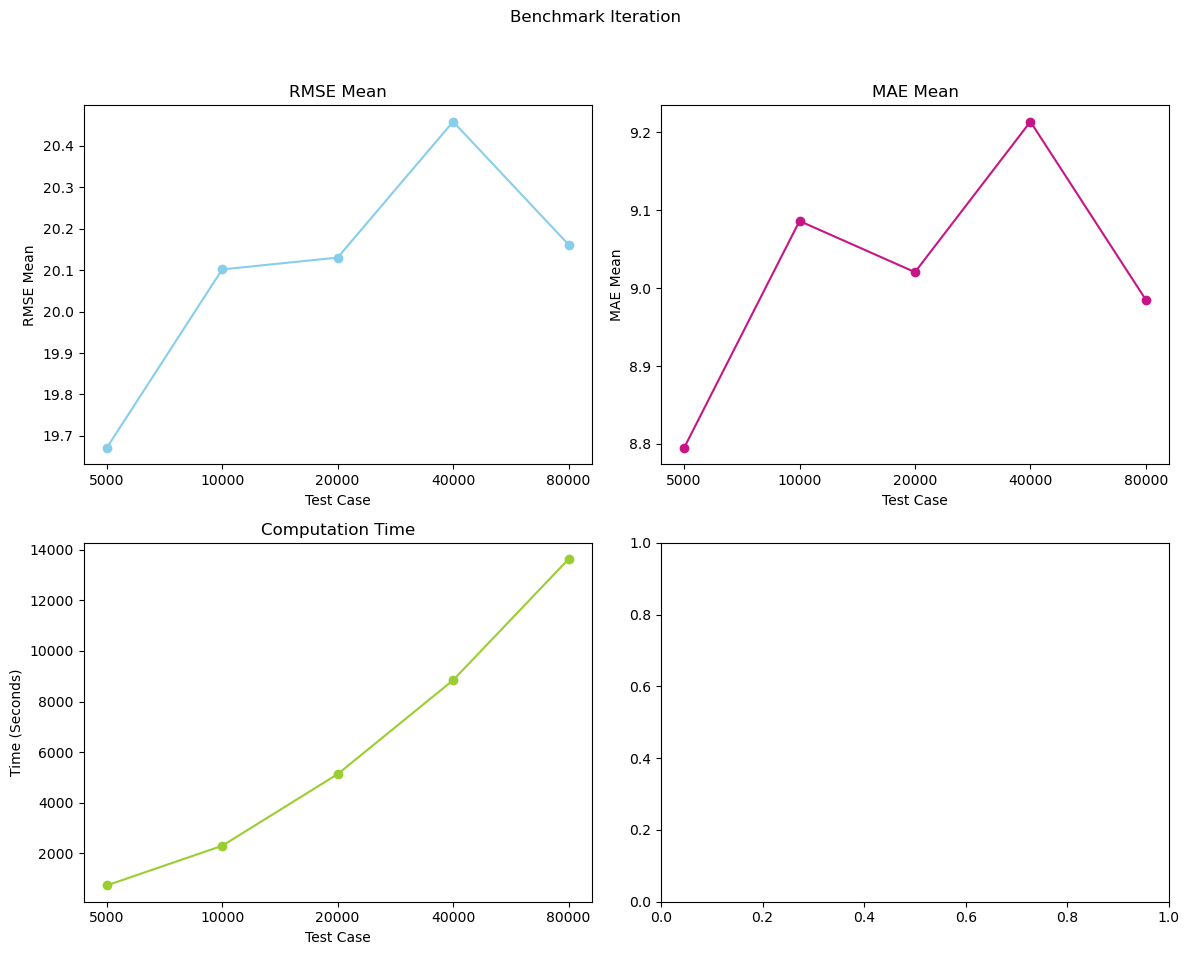 Benchmark Iteration
RMSE Mean
RMSE Mean
20.4
20.3
20.2
20.1
20.0
19.9
19.8
19.7
5000 10000 20000 40000 80000
Test Case
MAE Mean
MAE Mean
9.2
9.1
9.0
8.9
8.8
5000 10000 20000 40000 80000
Test Case
Computation Time
Time (Seconds)
14000
12000
10000
8000
6000
4000
2000
5000 10000 20000 40000 80000
Test Case
1.0
0.8
0.6
0.4
0.2
0.0
0.0 0.2 0.4 0.6 0.8 1.0